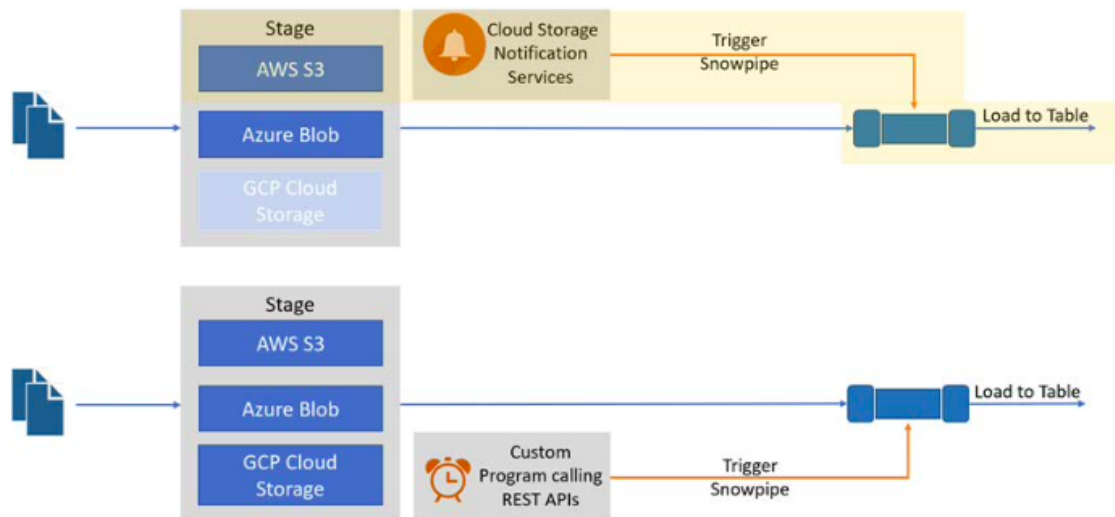 Stage
AWS S3
Azure Blob
GCP Cloud
Storage
Cloud Storage
Notification
Services
Trigger
Snowpipe
Load to Table
Stage
AWS S3
Azure Blob
GCP Cloud
Storage
Custom
Program calling
REST APIs
Trigger
Snowpipe
Load to Table